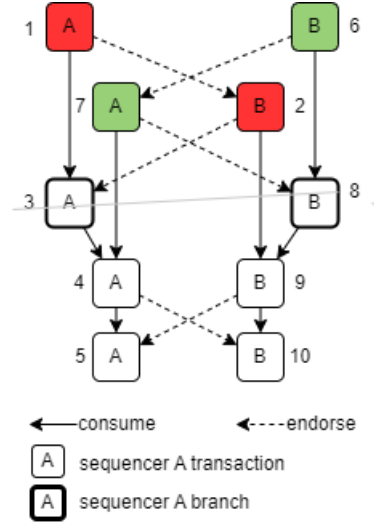 1 A B 6
7 A B 2
3 A B 8
4 A B 9
5 A B 10
consume endorse
A sequencer A transaction
A sequencer A branch